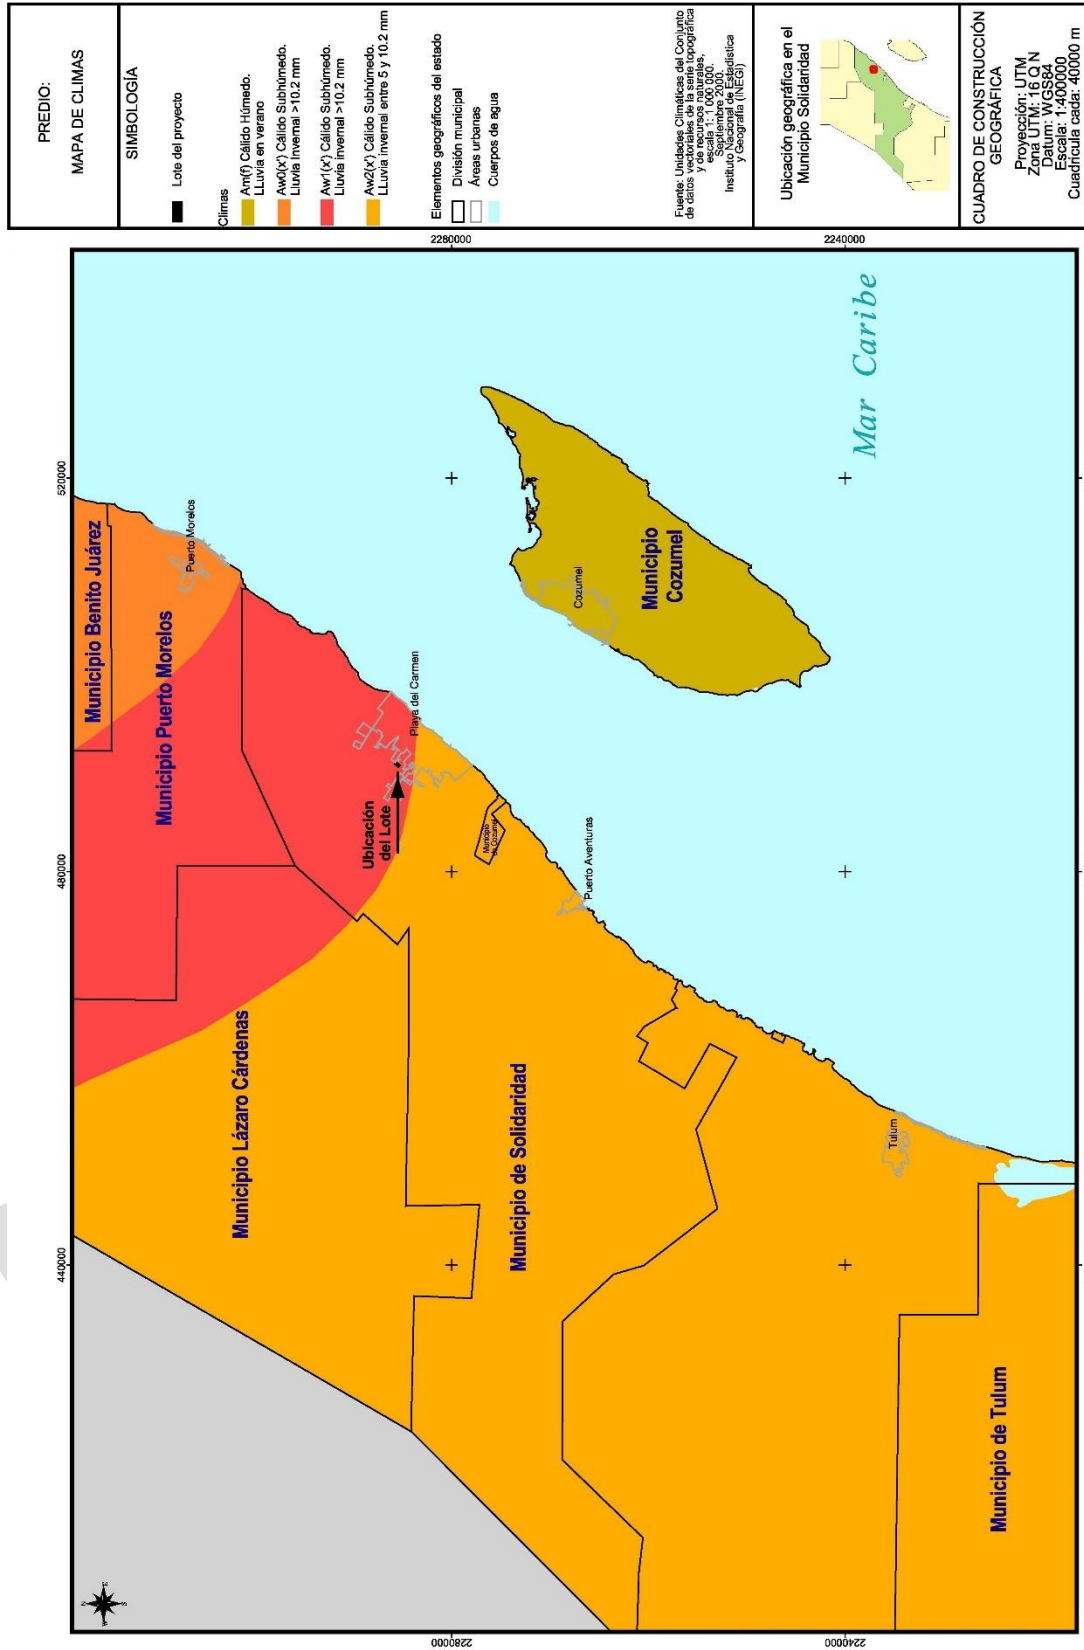 PREDIO:
MAPA DE CLIMAS
SIMBOLOGÍA
Lote del proyecto
Climas
Am(f) Cálido Húmedo.
LLuvia en verano
Aw0(x') Cálido Subhúmedo.
Lluvia Invernal >10.2 mm
Aw1(x') Cálido Subhúmedo.
Lluvia invernal >10.2 mm
Aw2(x') Cálido Subhúmedo.
LLuvia invernal entre 5 y 10.2 mm
Elementos geográficos del estado
División municipal
Áreas urbanas
Cuerpos de agua
Fuente: Unidades Climáticas del Conjunto
de datos vectoriales de la serie topográfica
y de recursos naturales,
escala 1: 1 000 000.
Septiembre 2000.
Instituto Nacional de Estadística
y Geografía (INEGI)
Ubicación geográfica en el
Municipio Solidaridad
CUADRO DE CONSTRUCCIÓN
GEOGRÁFICA
Proyección: UTM
Zona UTM: 16 Q N
Datum: WGS84
Escala: 1:400000
Cuadrícula cada: 40000 m
440000
480000
520000
2280000
2240000
2280000
2240000
N
E
S
W
Municipio Benito Juárez
Municipio Puerto Morelos
Puerto Morelos
Municipio Lázaro Cárdenas
Ubicación
del Lote
Playa del Carmen
Municipio
de Cozumel
Municipio de Solidaridad
Puerto Aventuras
Cozumel
Municipio
Cozumel
Mar Caribe
Tulum
Municipio de Tulum